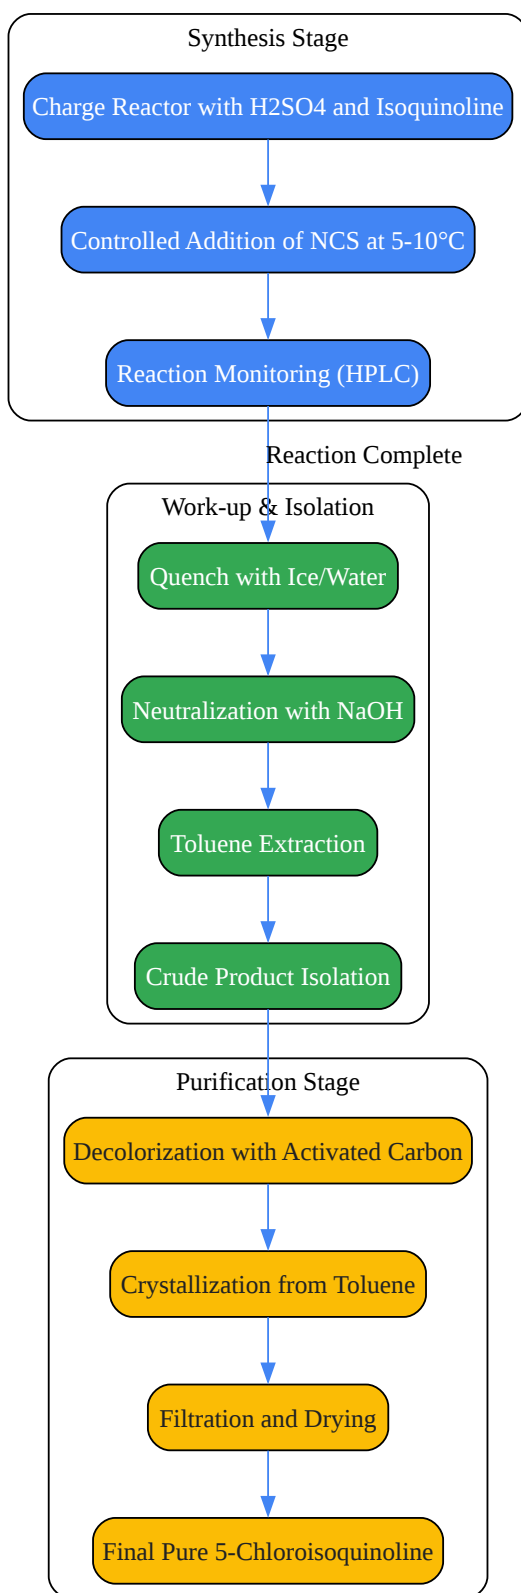 Synthesis Stage
Charge Reactor with H2SO4 and Isoquinoline
Controlled Addition of NCS at 5-10°C
Reaction Monitoring (HPLC)
Reaction Complete
Work-up & Isolation
Quench with Ice/Water
Neutralization with NaOH
Toluene Extraction
Crude Product Isolation
Purification Stage
Decolorization with Activated Carbon
Crystallization from Toluene
Filtration and Drying
Final Pure 5-Chloroisoquinoline